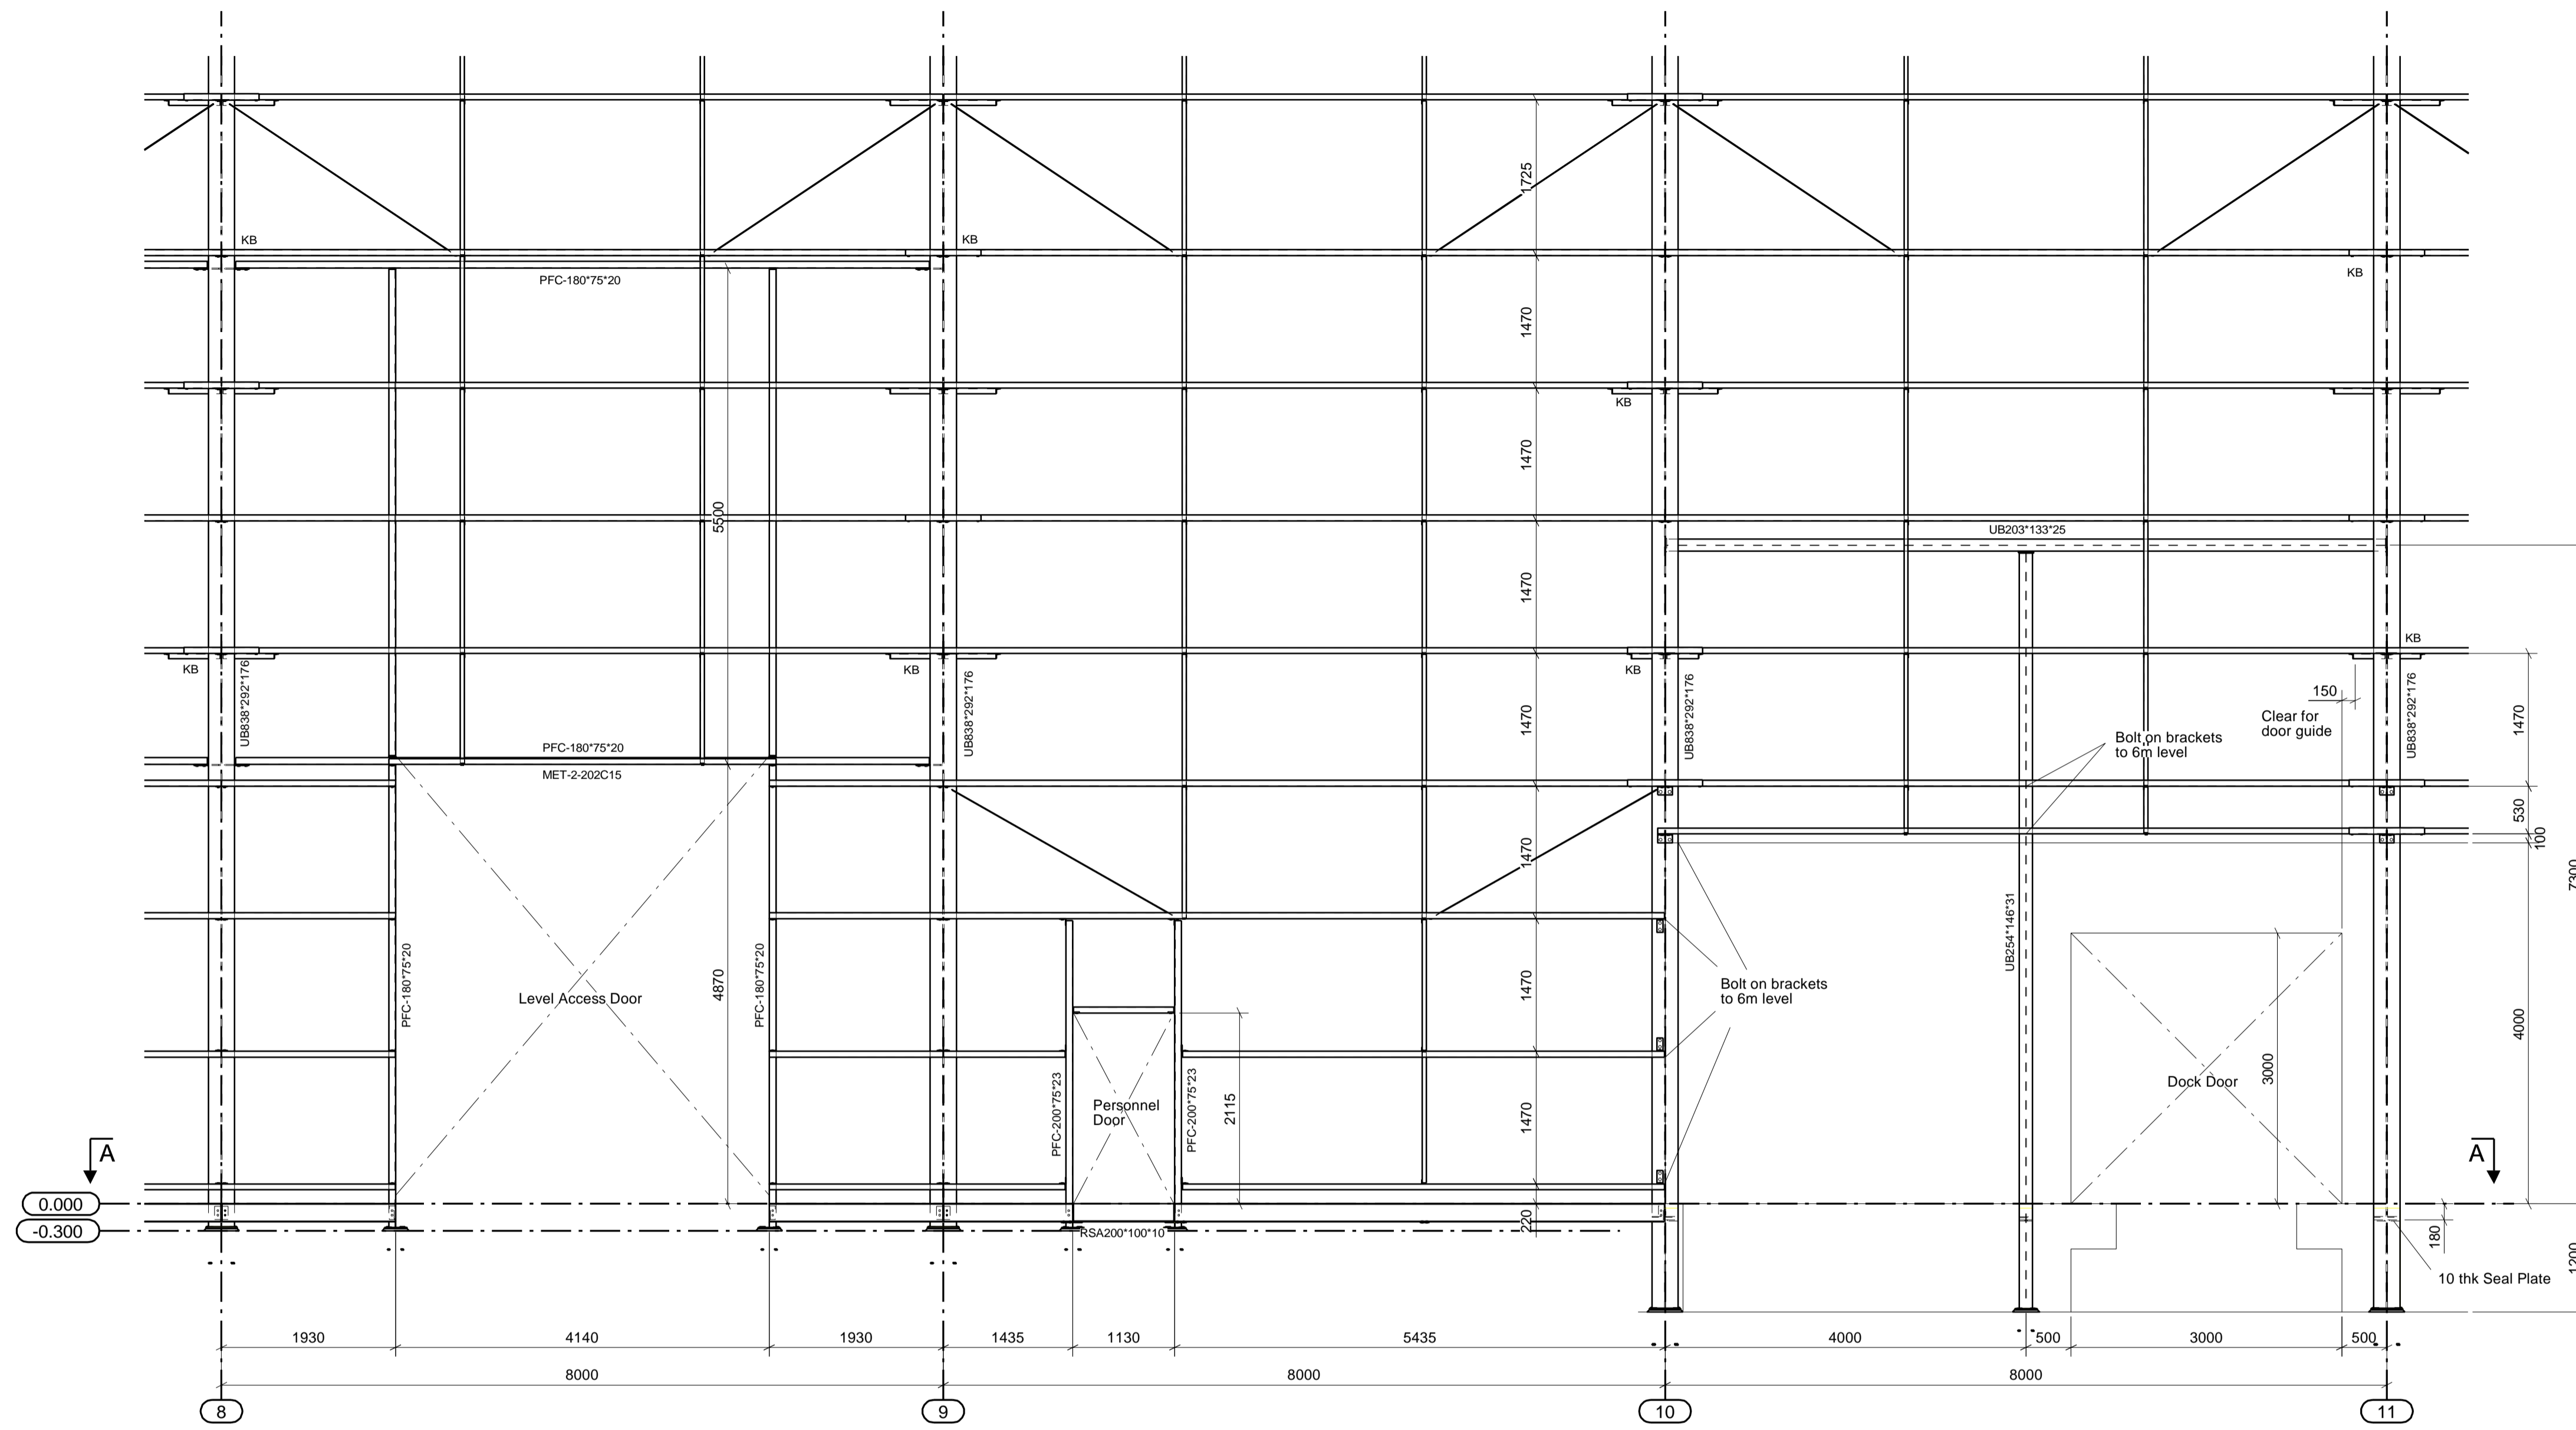 1725
KB
KB
KB
PFC-180*75*20
1470
KB
1470
5500
UB203*133*25
1470
KB
KB
KB
KB
UB838*292*176
UB838*292*176
UB838*292*176
UB838*292*176
1470
150
Clear for
door guide
1470
Bolt on brackets
to 6m level
PFC-180*75*20
MET-2-202C15
530
100
1470
7300
UB254*146*31
PFC-180*75*20
PFC-180*75*20
4870
Level Access Door
1470
Bolt on brackets
to 6m level
4000
3000
Dock Door
PFC-200*75*23
Personnel
Door
PFC-200*75*23
2115
1470
A
A
0.000
-0.300
RSA200*100*10
220
180
1200
10 thk Seal Plate
1930
4140
1930
1435
1130
5435
4000
500
3000
500
8000
8000
8000
8
9
10
11